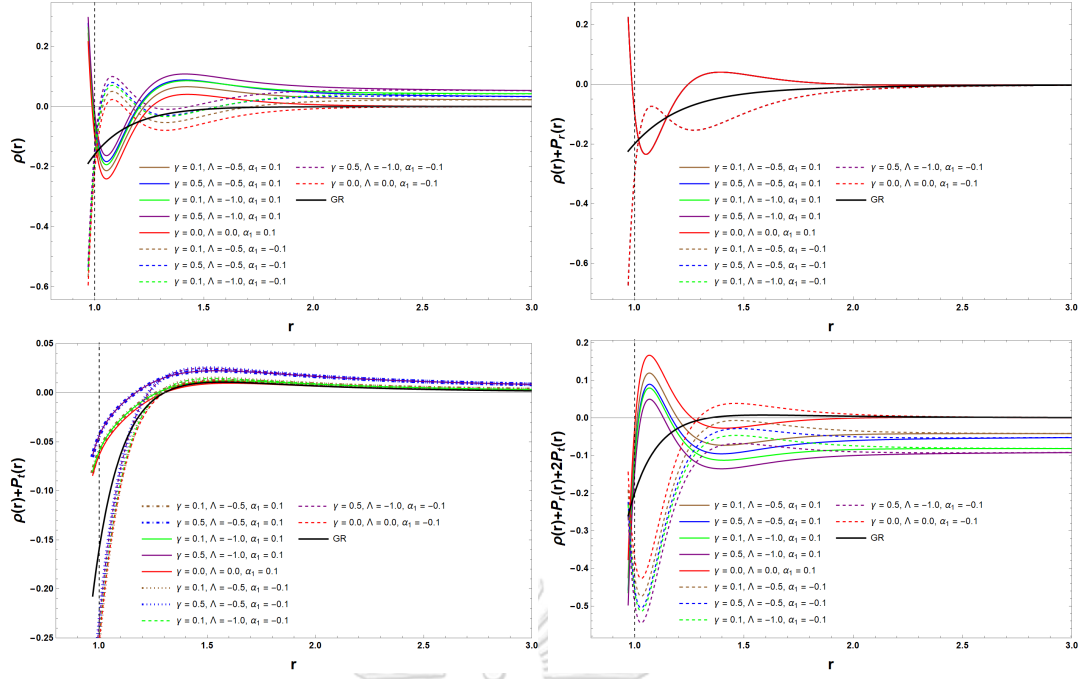 ρ(r)
0.2
0.0
−0.2
−0.4
−0.6
γ = 0.1, Λ = −0.5, α₁ = 0.1
γ = 0.5, Λ = −0.5, α₁ = 0.1
γ = 0.1, Λ = −1.0, α₁ = 0.1
γ = 0.5, Λ = −1.0, α₁ = 0.1
γ = 0.0, Λ = 0.0, α₁ = 0.1
γ = 0.1, Λ = −0.5, α₁ = −0.1
γ = 0.5, Λ = −0.5, α₁ = −0.1
γ = 0.1, Λ = −1.0, α₁ = −0.1
γ = 0.5, Λ = −1.0, α₁ = −0.1
γ = 0.0, Λ = 0.0, α₁ = −0.1
GR
1.0 1.5 2.0 2.5 3.0
r
ρ(r)+Pᵣ(r)
0.2
0.0
−0.2
−0.4
−0.6
γ = 0.1, Λ = −0.5, α₁ = 0.1
γ = 0.5, Λ = −0.5, α₁ = 0.1
γ = 0.1, Λ = −1.0, α₁ = 0.1
γ = 0.5, Λ = −1.0, α₁ = 0.1
γ = 0.0, Λ = 0.0, α₁ = 0.1
γ = 0.1, Λ = −0.5, α₁ = −0.1
γ = 0.5, Λ = −0.5, α₁ = −0.1
γ = 0.1, Λ = −1.0, α₁ = −0.1
γ = 0.5, Λ = −1.0, α₁ = −0.1
γ = 0.0, Λ = 0.0, α₁ = −0.1
GR
1.0 1.5 2.0 2.5 3.0
r
ρ(r)+Pₜ(r)
0.05
0.00
−0.05
−0.10
−0.15
−0.20
−0.25
γ = 0.1, Λ = −0.5, α₁ = 0.1
γ = 0.5, Λ = −0.5, α₁ = 0.1
γ = 0.1, Λ = −1.0, α₁ = 0.1
γ = 0.5, Λ = −1.0, α₁ = 0.1
γ = 0.0, Λ = 0.0, α₁ = 0.1
γ = 0.1, Λ = −0.5, α₁ = −0.1
γ = 0.5, Λ = −0.5, α₁ = −0.1
γ = 0.1, Λ = −1.0, α₁ = −0.1
γ = 0.5, Λ = −1.0, α₁ = −0.1
γ = 0.0, Λ = 0.0, α₁ = −0.1
GR
1.0 1.5 2.0 2.5 3.0
r
ρ(r)+Pᵣ(r)+2Pₜ(r)
0.2
0.1
0.0
−0.1
−0.2
−0.3
−0.4
−0.5
γ = 0.1, Λ = −0.5, α₁ = 0.1
γ = 0.5, Λ = −0.5, α₁ = 0.1
γ = 0.1, Λ = −1.0, α₁ = 0.1
γ = 0.5, Λ = −1.0, α₁ = 0.1
γ = 0.0, Λ = 0.0, α₁ = 0.1
γ = 0.1, Λ = −0.5, α₁ = −0.1
γ = 0.5, Λ = −0.5, α₁ = −0.1
γ = 0.1, Λ = −1.0, α₁ = −0.1
γ = 0.5, Λ = −1.0, α₁ = −0.1
γ = 0.0, Λ = 0.0, α₁ = −0.1
GR
1.0 1.5 2.0 2.5 3.0
r